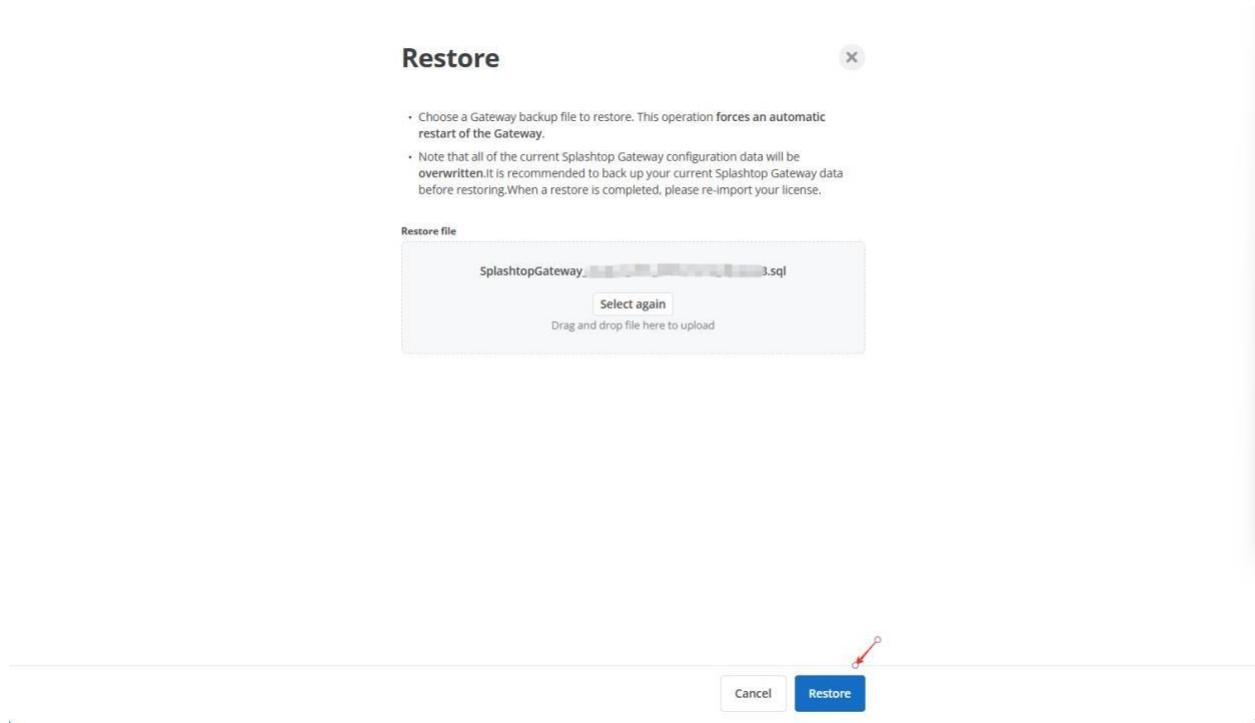 Restore
• Choose a Gateway backup file to restore. This operation forces an automatic
restart of the Gateway.
• Note that all of the current Splashtop Gateway configuration data will be
overwritten.It is recommended to back up your current Splashtop Gateway data
before restoring.When a restore is completed, please re-import your license.
Restore file
SplashtopGateway_ .sql
Select again
Drag and drop file here to upload
Cancel
Restore